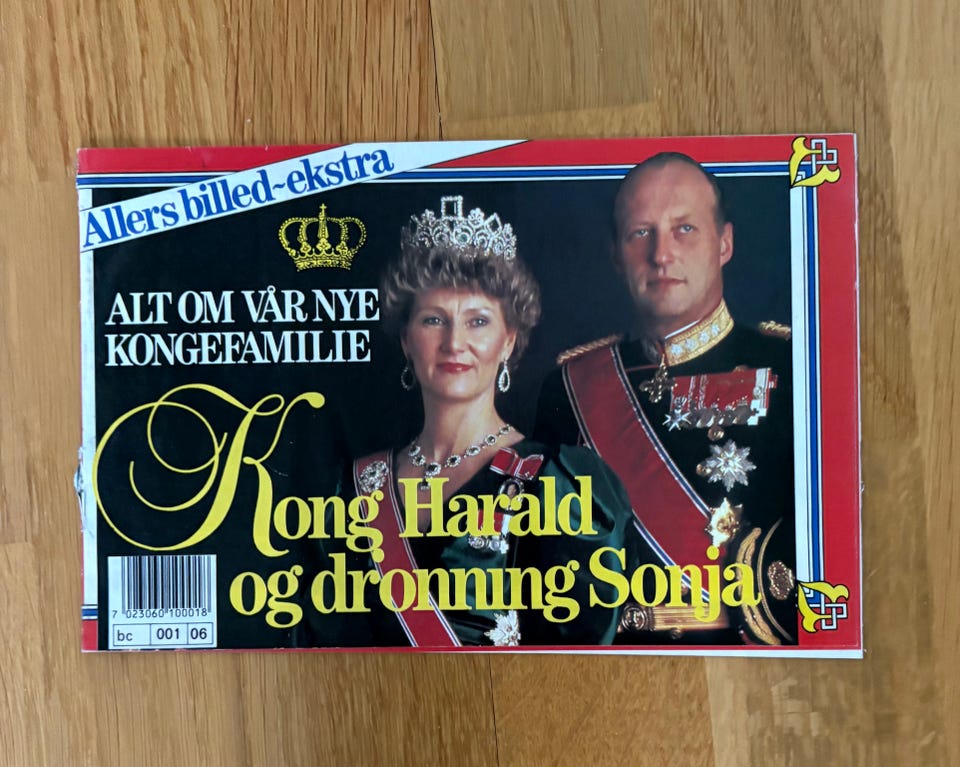 Allers billed-ekstra
ALT OM VÅR NYE
KONGEFAMILIE
Kong Harald
og dronning Sonja
7 023060 100018
bc 001 06